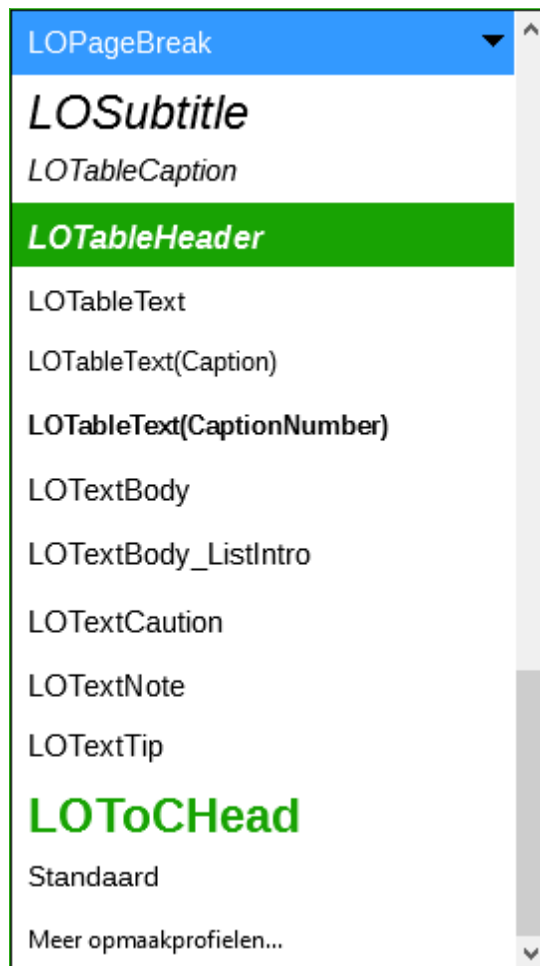 LOPageBreak
LOSubtitle
LOTableCaption
LOTableHeader
LOTableText
LOTableText(Caption)
LOTableText(CaptionNumber)
LOTextBody
LOTextBody_ListIntro
LOTextCaution
LOTextNote
LOTextTip
LOToCHead
Standaard
Meer opmaakprofielen...